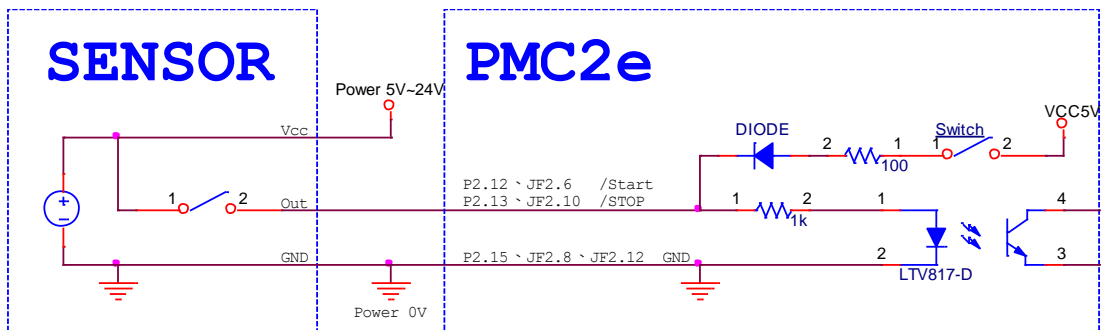 SENSOR
PMC2e
Power 5V~24V
VCC5V
Vcc
DIODE
Switch
2
1
1
2
100
P2.12、JF2.6 /Start
1
2
Out
P2.13、JF2.10 /STOP
1
2
1
4
1k
GND
P2.15、JF2.8、JF2.12 GND
2
3
LTV817-D
Power 0V